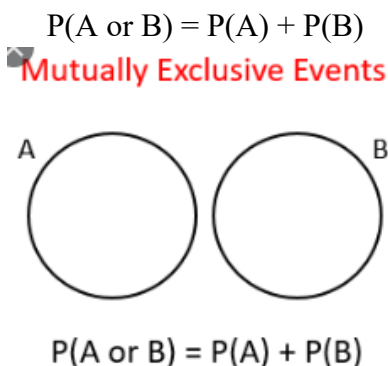 P(A or B) = P(A) + P(B)
Mutually Exclusive Events
A B
P(A or B) = P(A) + P(B)